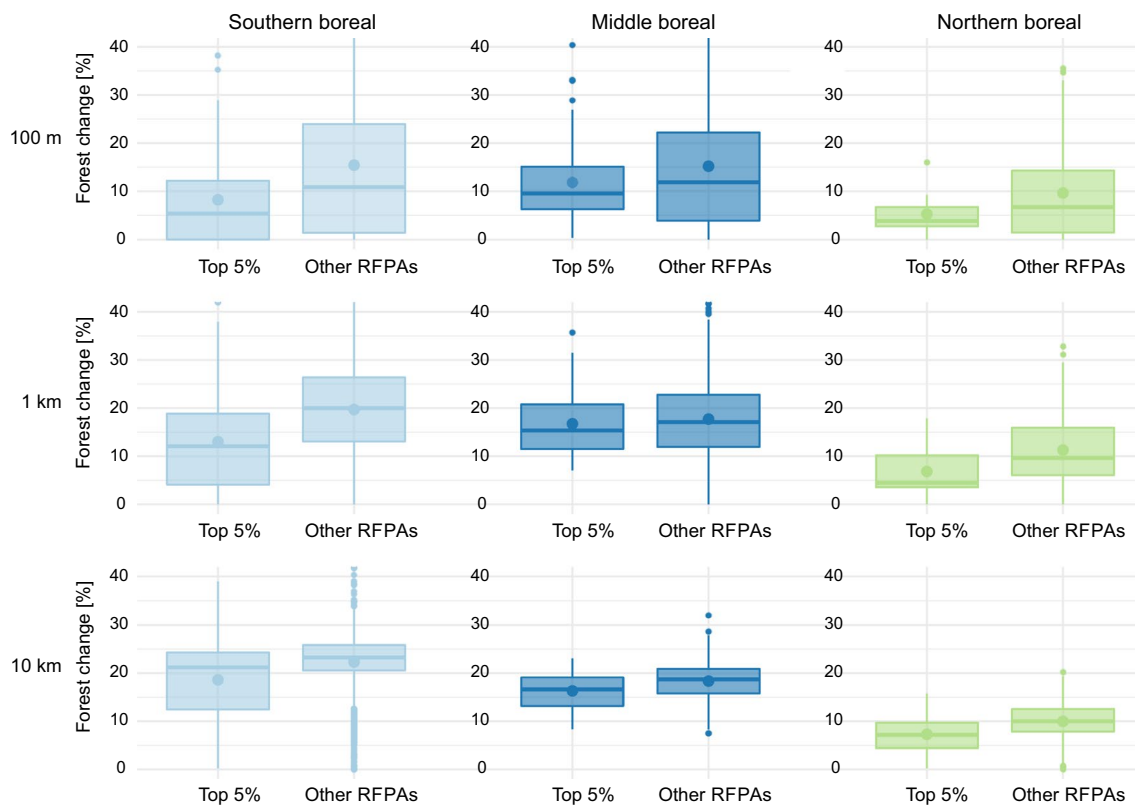 Southern boreal Middle boreal Northern boreal
100 m
Forest change [%]
40 40 40
30 30 30
20 20 20
10 10 10
0 0 0
Top 5% Other RFPAs Top 5% Other RFPAs Top 5% Other RFPAs
1 km
Forest change [%]
40 40 40
30 30 30
20 20 20
10 10 10
0 0 0
Top 5% Other RFPAs Top 5% Other RFPAs Top 5% Other RFPAs
10 km
Forest change [%]
40 40 40
30 30 30
20 20 20
10 10 10
0 0 0
Top 5% Other RFPAs Top 5% Other RFPAs Top 5% Other RFPAs